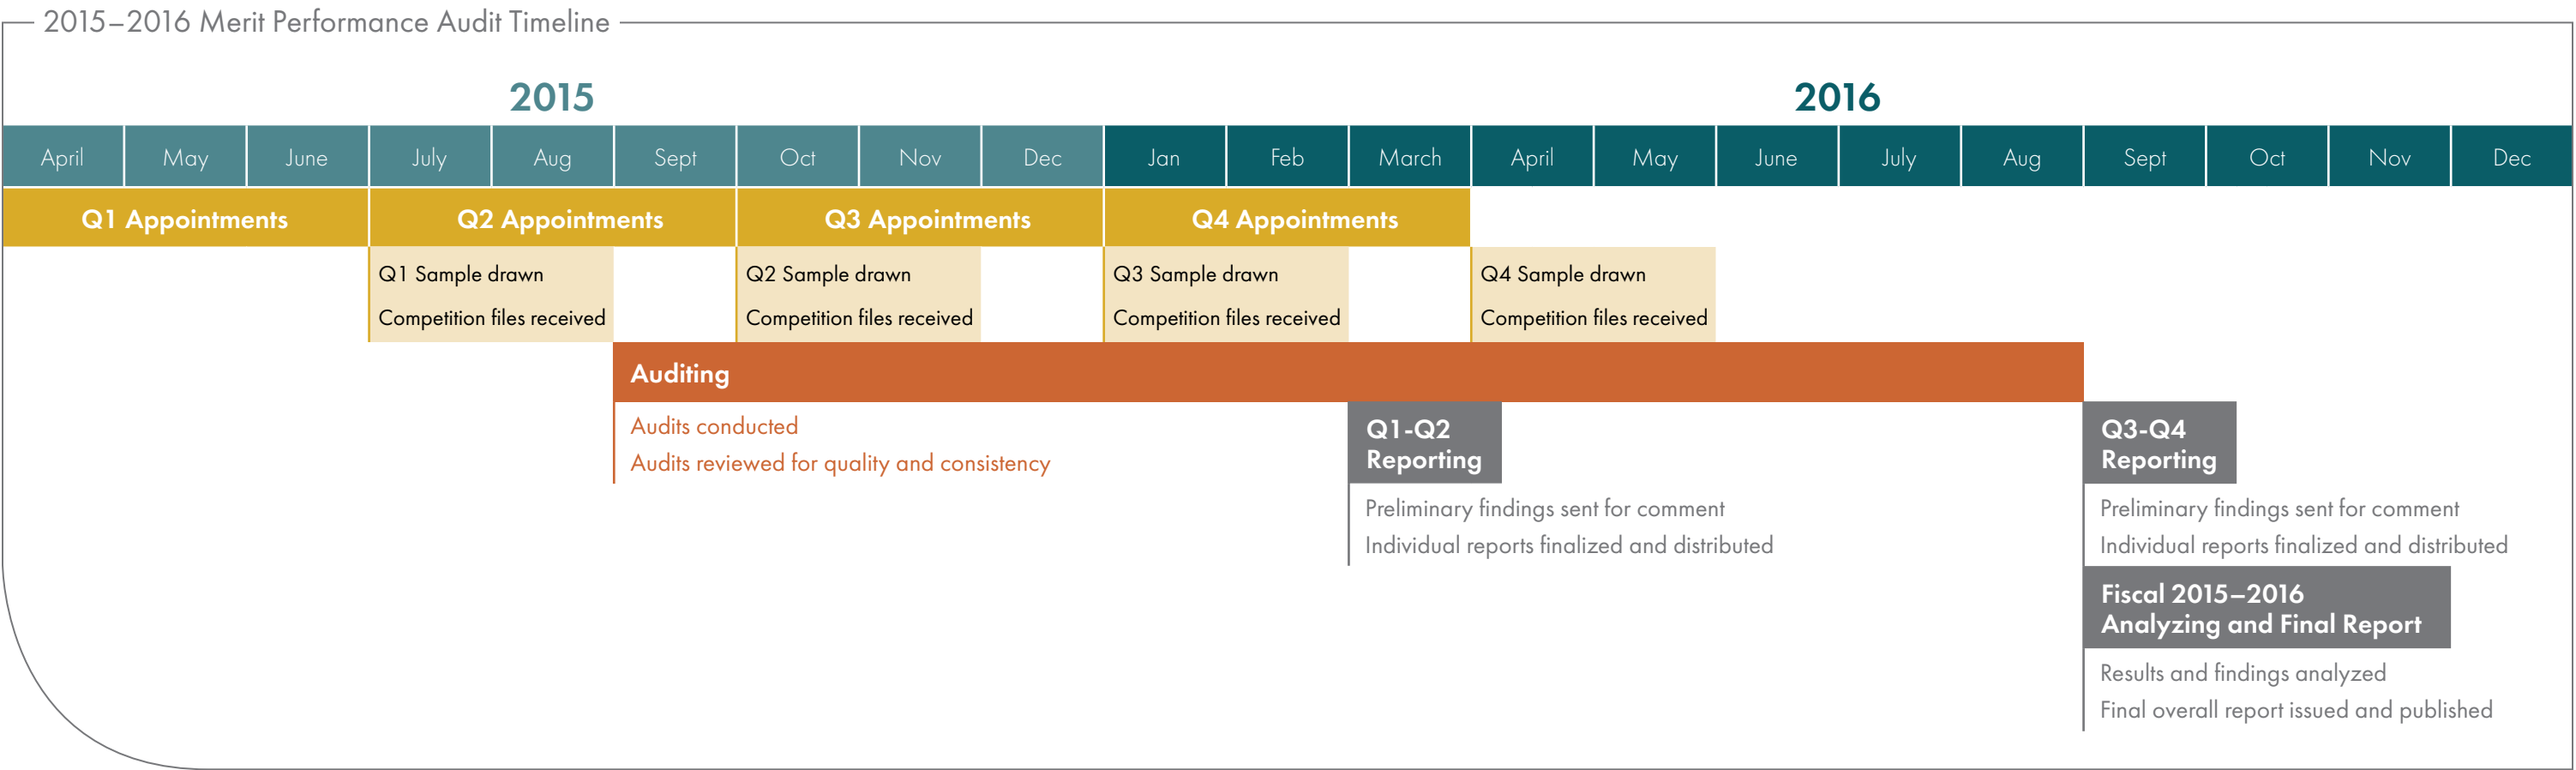 2015–2016 Merit Performance Audit Timeline
2015 2016
April May June July Aug Sept Oct Nov Dec Jan Feb March April May June July Aug Sept Oct Nov Dec
Q1 Appointments Q2 Appointments Q3 Appointments Q4 Appointments
Q1 Sample drawn Q2 Sample drawn Q3 Sample drawn Q4 Sample drawn
Competition files received Competition files received Competition files received Competition files received
Auditing
Audits conducted
Audits reviewed for quality and consistency
Q1-Q2
Reporting
Preliminary findings sent for comment
Individual reports finalized and distributed
Q3-Q4
Reporting
Preliminary findings sent for comment
Individual reports finalized and distributed
Fiscal 2015–2016
Analyzing and Final Report
Results and findings analyzed
Final overall report issued and published